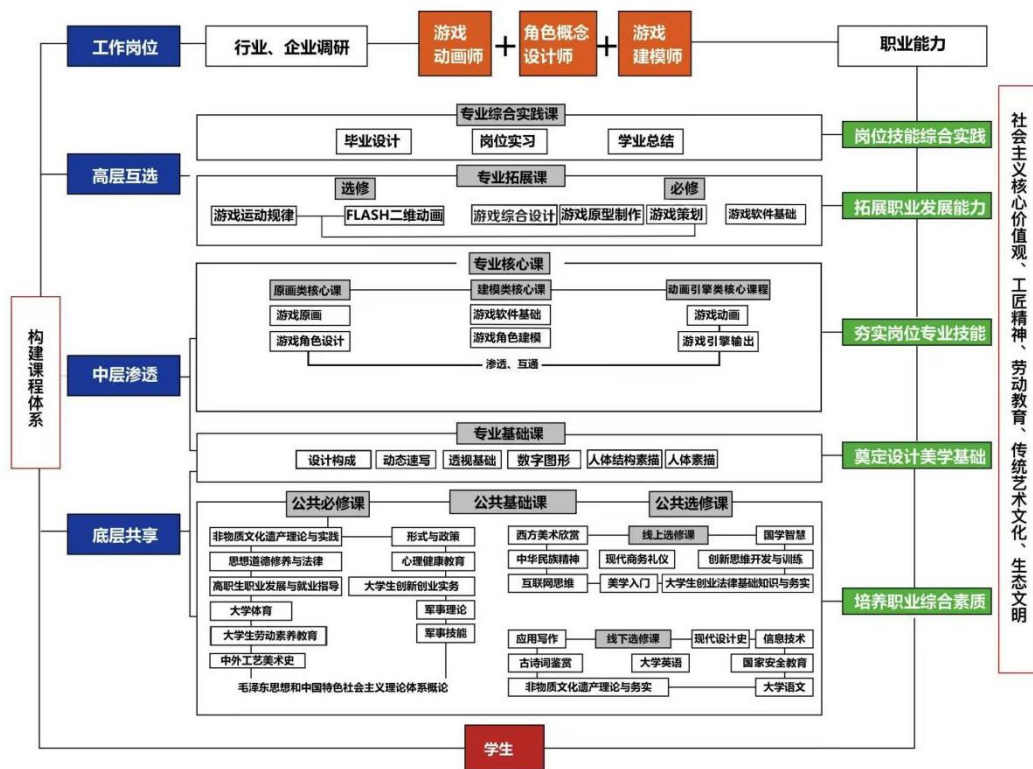 工作岗位
行业、企业调研
游戏
动画师
+
角色概念
设计师
+
游戏
建模师
职业能力
专业综合实践课
毕业设计
岗位实习
学业总结
岗位技能综合实践
高层互选
专业拓展课
选修
必修
游戏运动规律
FLASH二维动画
游戏综合设计
游戏原型制作
游戏策划
游戏软件基础
拓展职业发展能力
构建课程体系
中层渗透
专业核心课
原画类核心课
建模类核心课
动画引擎类核心课程
游戏原画
游戏软件基础
游戏动画
游戏角色设计
游戏角色建模
游戏引擎输出
渗透、互通
夯实岗位专业技能
专业基础课
设计构成
动态速写
透视基础
数字图形
人体结构素描
人体素描
奠定设计美学基础
底层共享
公共必修课
公共基础课
公共选修课
非物质文化遗产理论与实践
形式与政策
思想道德修养与法律
心理健康教育
高职生职业发展与就业指导
大学生创新创业实务
大学体育
军事理论
大学生劳动素养教育
军事技能
中外工艺美术史
毛泽东思想和中国特色社会主义理论体系概论
西方美术欣赏
线上选修课
国学智慧
中华民族精神
现代商务礼仪
创新思维开发与训练
互联网思维
美学入门
大学生创业法律基础知识与务实
应用写作
线下选修课
现代设计史
信息技术
古诗词鉴赏
大学英语
国家安全教育
非物质文化遗产理论与务实
大学语文
培养职业综合素质
社会主义核心价值观、工匠精神、劳动教育、传统艺术文化、生态文明
学生